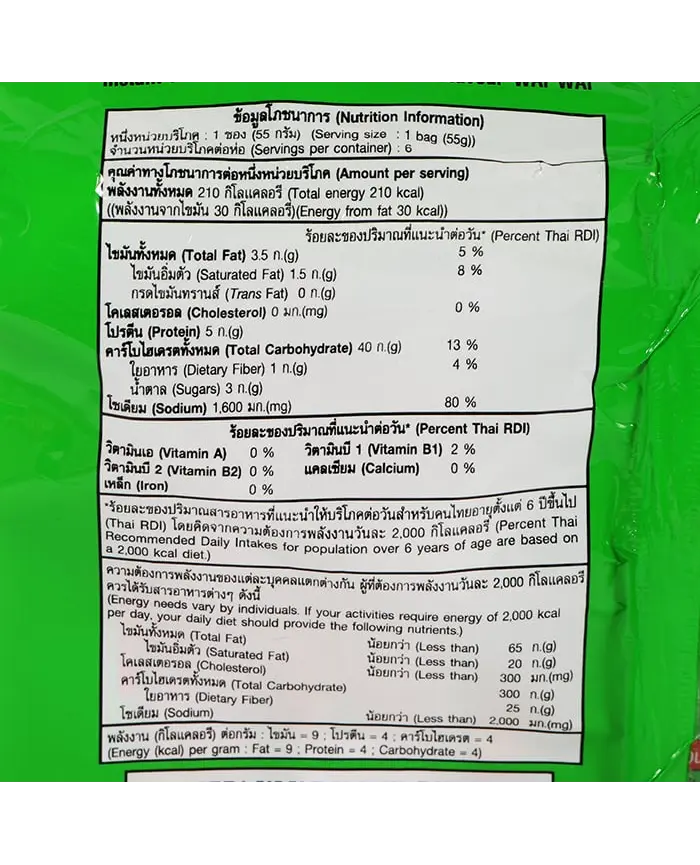 WAI WAI
ข้อมูลโภชนาการ (Nutrition Information)
หนึ่งหน่วยบริโภค : 1 ซอง (55 กรัม) (Serving size : 1 bag (55g))
จำนวนหน่วยบริโภคต่อห่อ (Servings per container) : 6
คุณค่าทางโภชนาการต่อหนึ่งหน่วยบริโภค (Amount per serving)
พลังงานทั้งหมด 210 กิโลแคลอรี (Total energy 210 kcal)
((พลังงานจากไขมัน 30 กิโลแคลอรี)(Energy from fat 30 kcal))
ร้อยละของปริมาณที่แนะนำต่อวัน* (Percent Thai RDI)
ไขมันทั้งหมด (Total Fat) 3.5 ก.(g) 5 %
ไขมันอิ่มตัว (Saturated Fat) 1.5 ก.(g) 8 %
กรดไขมันทรานส์ (Trans Fat) 0 ก.(g)
โคเลสเตอรอล (Cholesterol) 0 มก.(mg) 0 %
โปรตีน (Protein) 5 ก.(g)
คาร์โบไฮเดรตทั้งหมด (Total Carbohydrate) 40 ก.(g) 13 %
ใยอาหาร (Dietary Fiber) 1 ก.(g) 4 %
น้ำตาล (Sugars) 3 ก.(g)
โซเดียม (Sodium) 1,600 มก.(mg) 80 %
ร้อยละของปริมาณที่แนะนำต่อวัน* (Percent Thai RDI)
วิตามินเอ (Vitamin A) 0 % วิตามินบี 1 (Vitamin B1) 2 %
วิตามินบี 2 (Vitamin B2) 0 % แคลเซียม (Calcium) 0 %
เหล็ก (Iron) 0 %
*ร้อยละของปริมาณสารอาหารที่แนะนำให้บริโภคต่อวันสำหรับคนไทยอายุตั้งแต่ 6 ปีขึ้นไป
(Thai RDI) โดยคิดจากความต้องการพลังงานวันละ 2,000 กิโลแคลอรี (Percent Thai
Recommended Daily Intakes for population over 6 years of age are based on
a 2,000 kcal diet.)
ความต้องการพลังงานของแต่ละบุคคลแตกต่างกัน ผู้ที่ต้องการพลังงานวันละ 2,000 กิโลแคลอรี
ควรได้รับสารอาหารต่างๆ ดังนี้
(Energy needs vary by individuals. If your activities require energy of 2,000 kcal
per day, your daily diet should provide the following nutrients.)
ไขมันทั้งหมด (Total Fat) น้อยกว่า (Less than) 65 ก.(g)
ไขมันอิ่มตัว (Saturated Fat) น้อยกว่า (Less than) 20 ก.(g)
โคเลสเตอรอล (Cholesterol) น้อยกว่า (Less than) 300 มก.(mg)
คาร์โบไฮเดรตทั้งหมด (Total Carbohydrate) 300 ก.(g)
ใยอาหาร (Dietary Fiber) 25 ก.(g)
โซเดียม (Sodium) น้อยกว่า (Less than) 2,000 มก.(mg)
พลังงาน (กิโลแคลอรี) ต่อกรัม : ไขมัน = 9 ; โปรตีน = 4 ; คาร์โบไฮเดรต = 4
(Energy (kcal) per gram : Fat = 9 ; Protein = 4 ; Carbohydrate = 4)